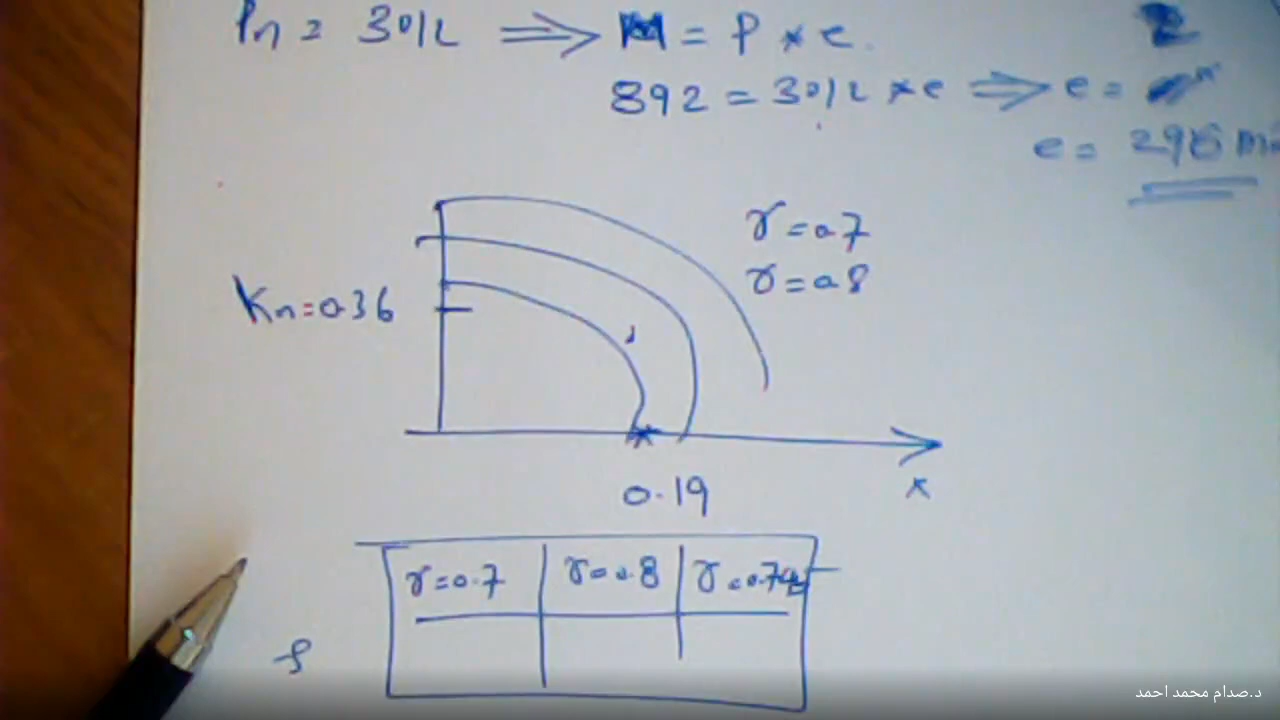 Pn = 3012 ⟹ M = P * e.
892 = 3012 * e ⟹ e =
e = 296
γ = 0.7
γ = 0.8
Kn = 0.36
0.19
x
γ = 0.7 γ = 0.8
ρ
د.صدام محمد احمد